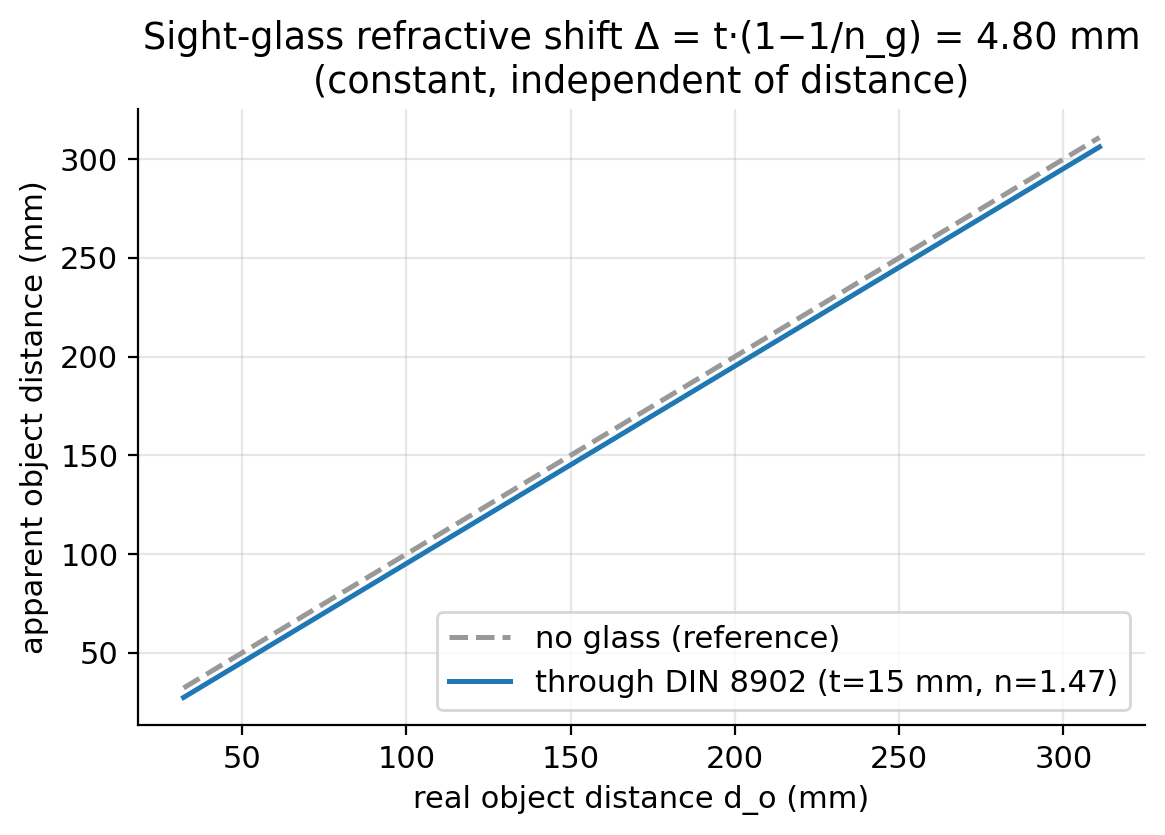 Sight-glass refractive shift Δ = t·(1−1/n_g) = 4.80 mm
(constant, independent of distance)
apparent object distance (mm)
300
250
200
150
100
50
no glass (reference)
through DIN 8902 (t=15 mm, n=1.47)
50 100 150 200 250 300
real object distance d_o (mm)